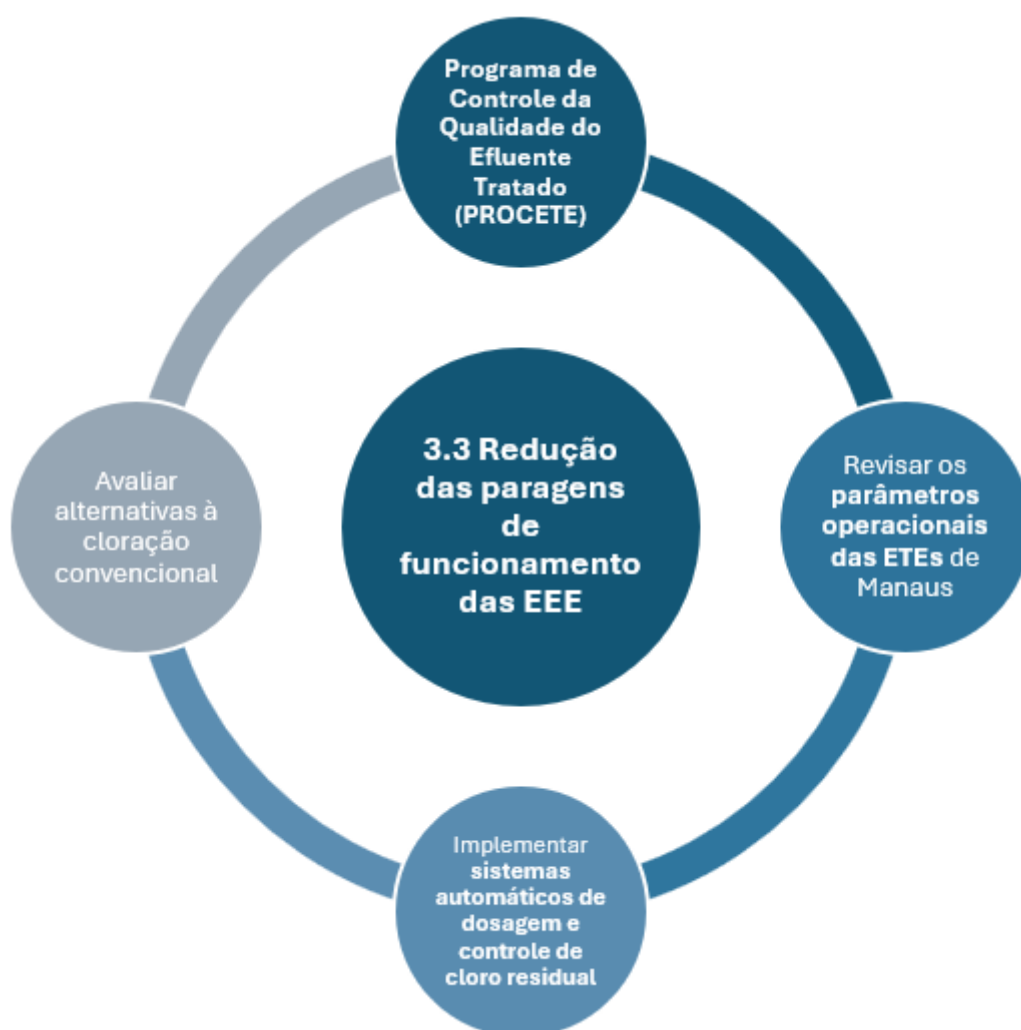 Programa de
Controle da
Qualidade do
Efluente
Tratado
(PROCETE)
3.3 Redução
das paragens
de
funcionamento
das EEE
Revisar os
parâmetros
operacionais
das ETEs de
Manaus
Implementar
sistemas
automáticos de
dosagem e
controle de
cloro residual
Avaliar
alternativas à
cloração
convencional